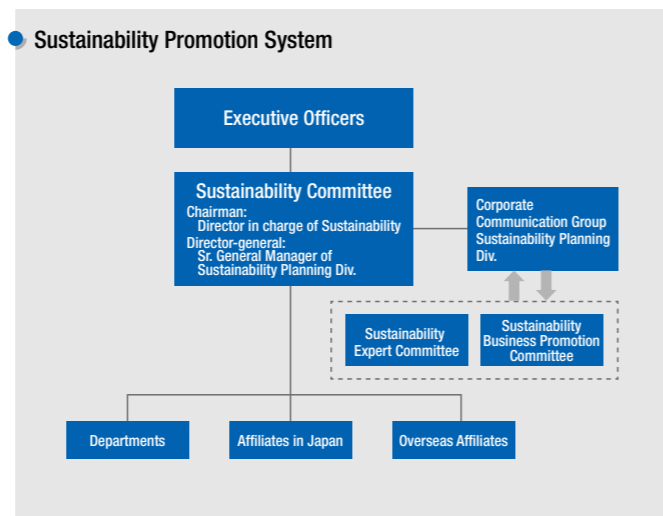 Sustainability Promotion System
Executive Officers
Sustainability Committee
Chairman:
Director in charge of Sustainability
Director-general:
Sr. General Manager of
Sustainability Planning Div.
Corporate
Communication Group
Sustainability Planning
Div.
Sustainability
Expert Committee
Sustainability
Business Promotion
Committee
Departments
Affiliates in Japan
Overseas Affiliates